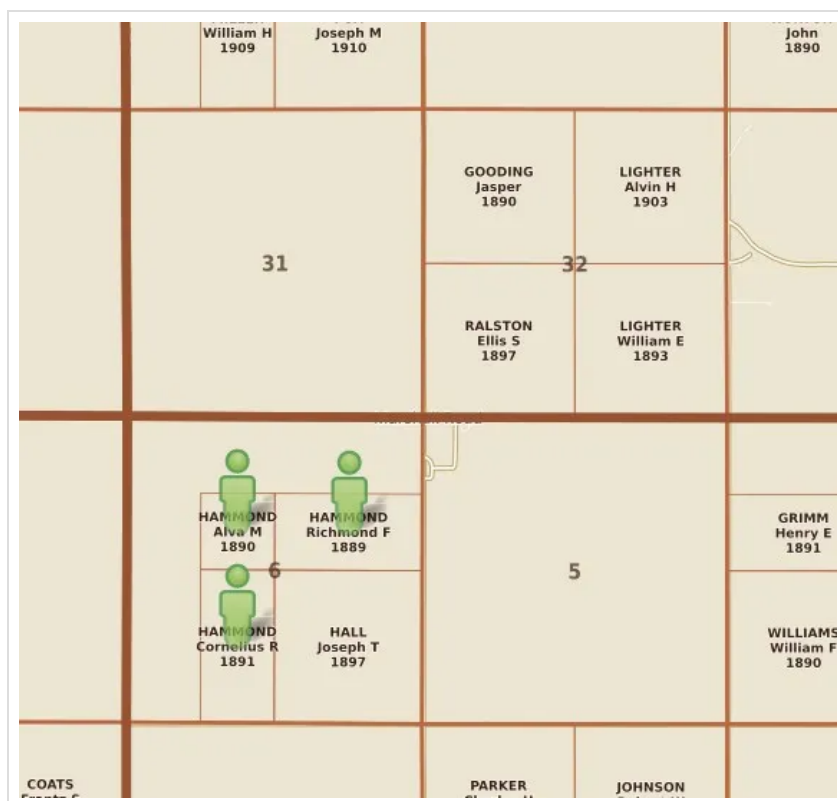 William H
1909
Joseph M
1910
John
1890
GOODING
Jasper
1890
LIGHTER
Alvin H
1903
31
32
RALSTON
Ellis S
1897
LIGHTER
William E
1893
HAMMOND
Alva M
1890
HAMMOND
Richmond F
1889
GRIMM
Henry E
1891
6
5
HAMMOND
Cornelius R
1891
HALL
Joseph T
1897
WILLIAMS
William F
1890
COATS
PARKER
JOHNSON